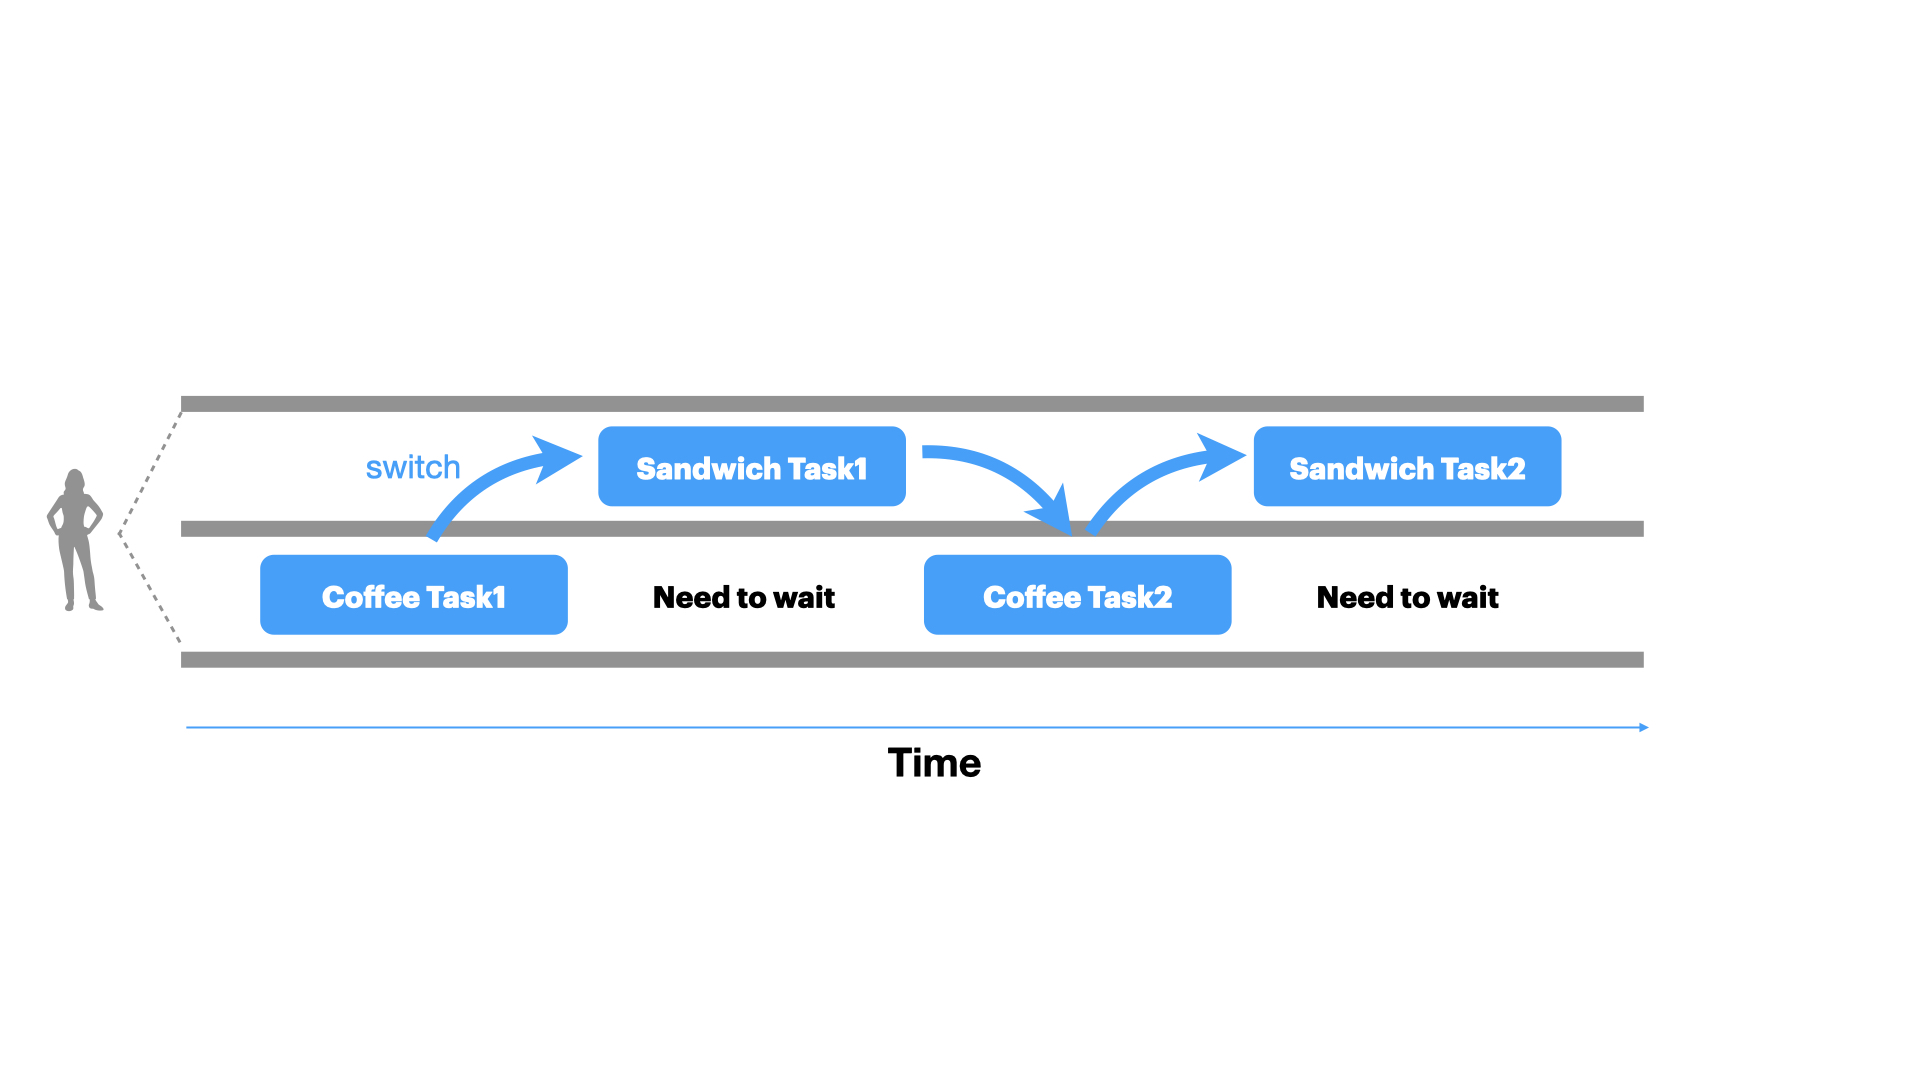 switch
Sandwich Task1
Sandwich Task2
Coffee Task1
Need to wait
Coffee Task2
Need to wait
Time